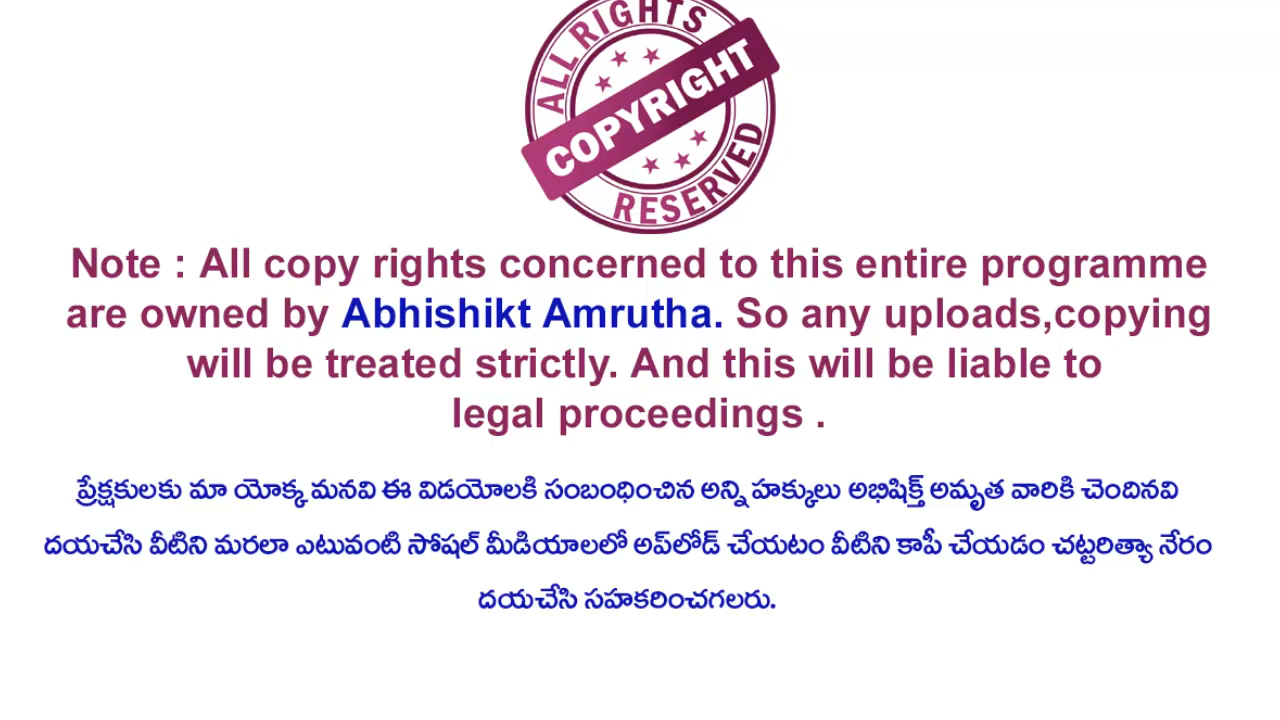 ALL RIGHTS
COPYRIGHT
RESERVED
Note : All copy rights concerned to this entire programme
are owned by Abhishikt Amrutha. So any uploads,copying
will be treated strictly. And this will be liable to
legal proceedings .
ప్రేక్షకులకు మా యోక్క మనవి ఈ విడయోలకి సంబంధించిన అన్ని హక్కులు అభిషిక్త్ అమృత వారికి చెందినవి
దయచేసి వీటిని మరలా ఎటువంటి సోషల్ మీడియాలలో అప్‌లోడ్ చేయటం వీటిని కాపీ చేయడం చట్టరిత్యా నేరం
దయచేసి సహకరించగలరు.